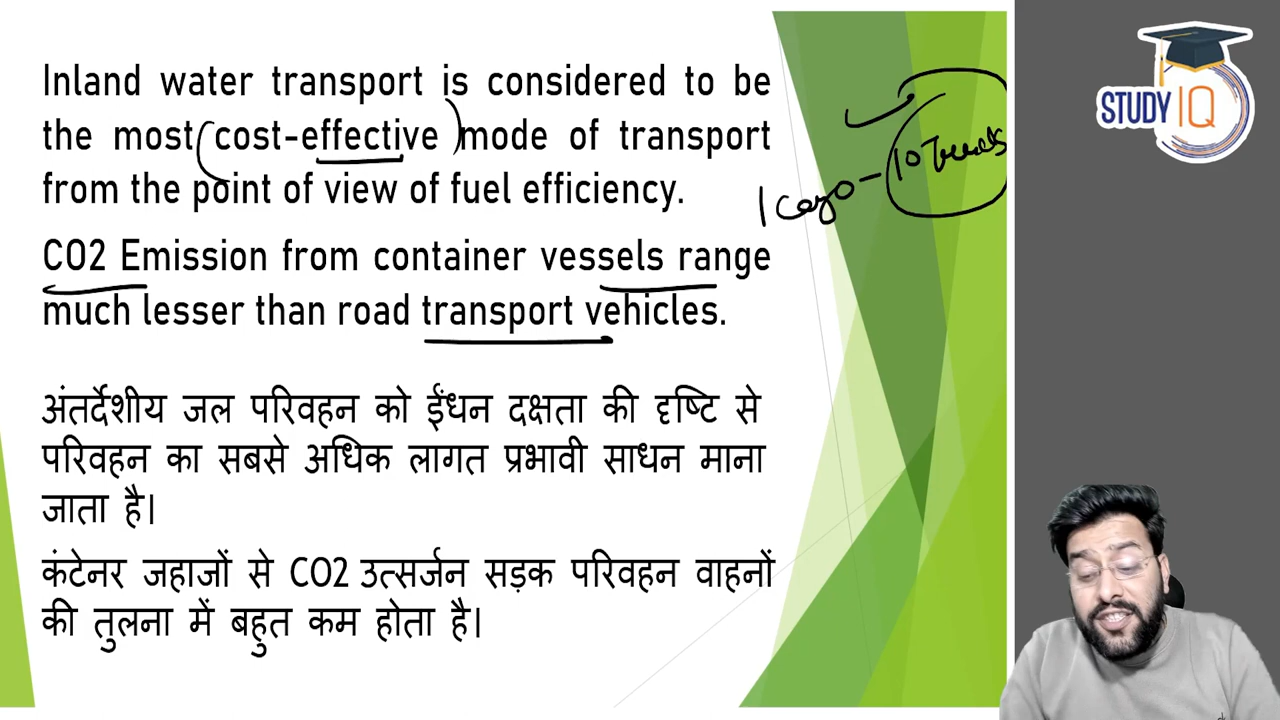 Inland water transport is considered to be
the most cost-effective mode of transport
from the point of view of fuel efficiency.
CO2 Emission from container vessels range
much lesser than road transport vehicles.
अंतर्देशीय जल परिवहन को ईंधन दक्षता की दृष्टि से
परिवहन का सबसे अधिक लागत प्रभावी साधन माना
जाता है।
कंटेनर जहाजों से CO2 उत्सर्जन सड़क परिवहन वाहनों
की तुलना में बहुत कम होता है।
1 - 10
STUDY IQ